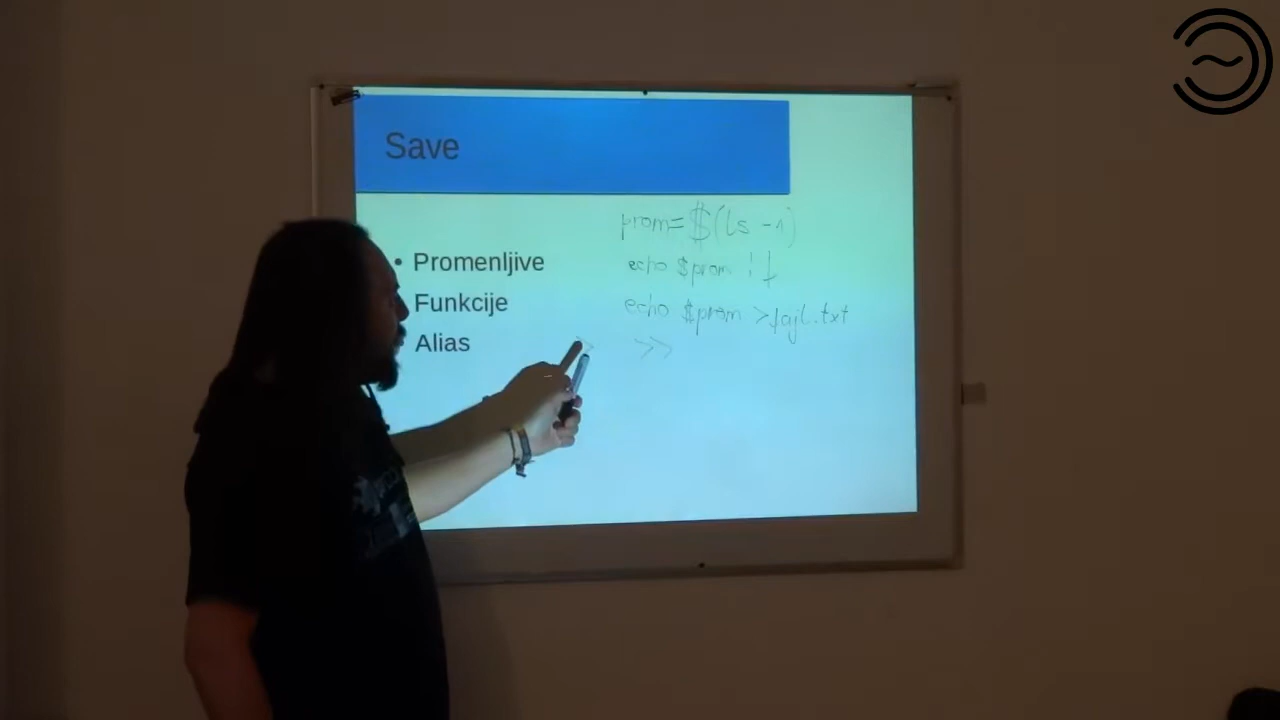 Save
• Promenljive
Funkcije
Alias
prom=$(ls -1)
echo $prom |
echo $prom >fajl.txt
>>